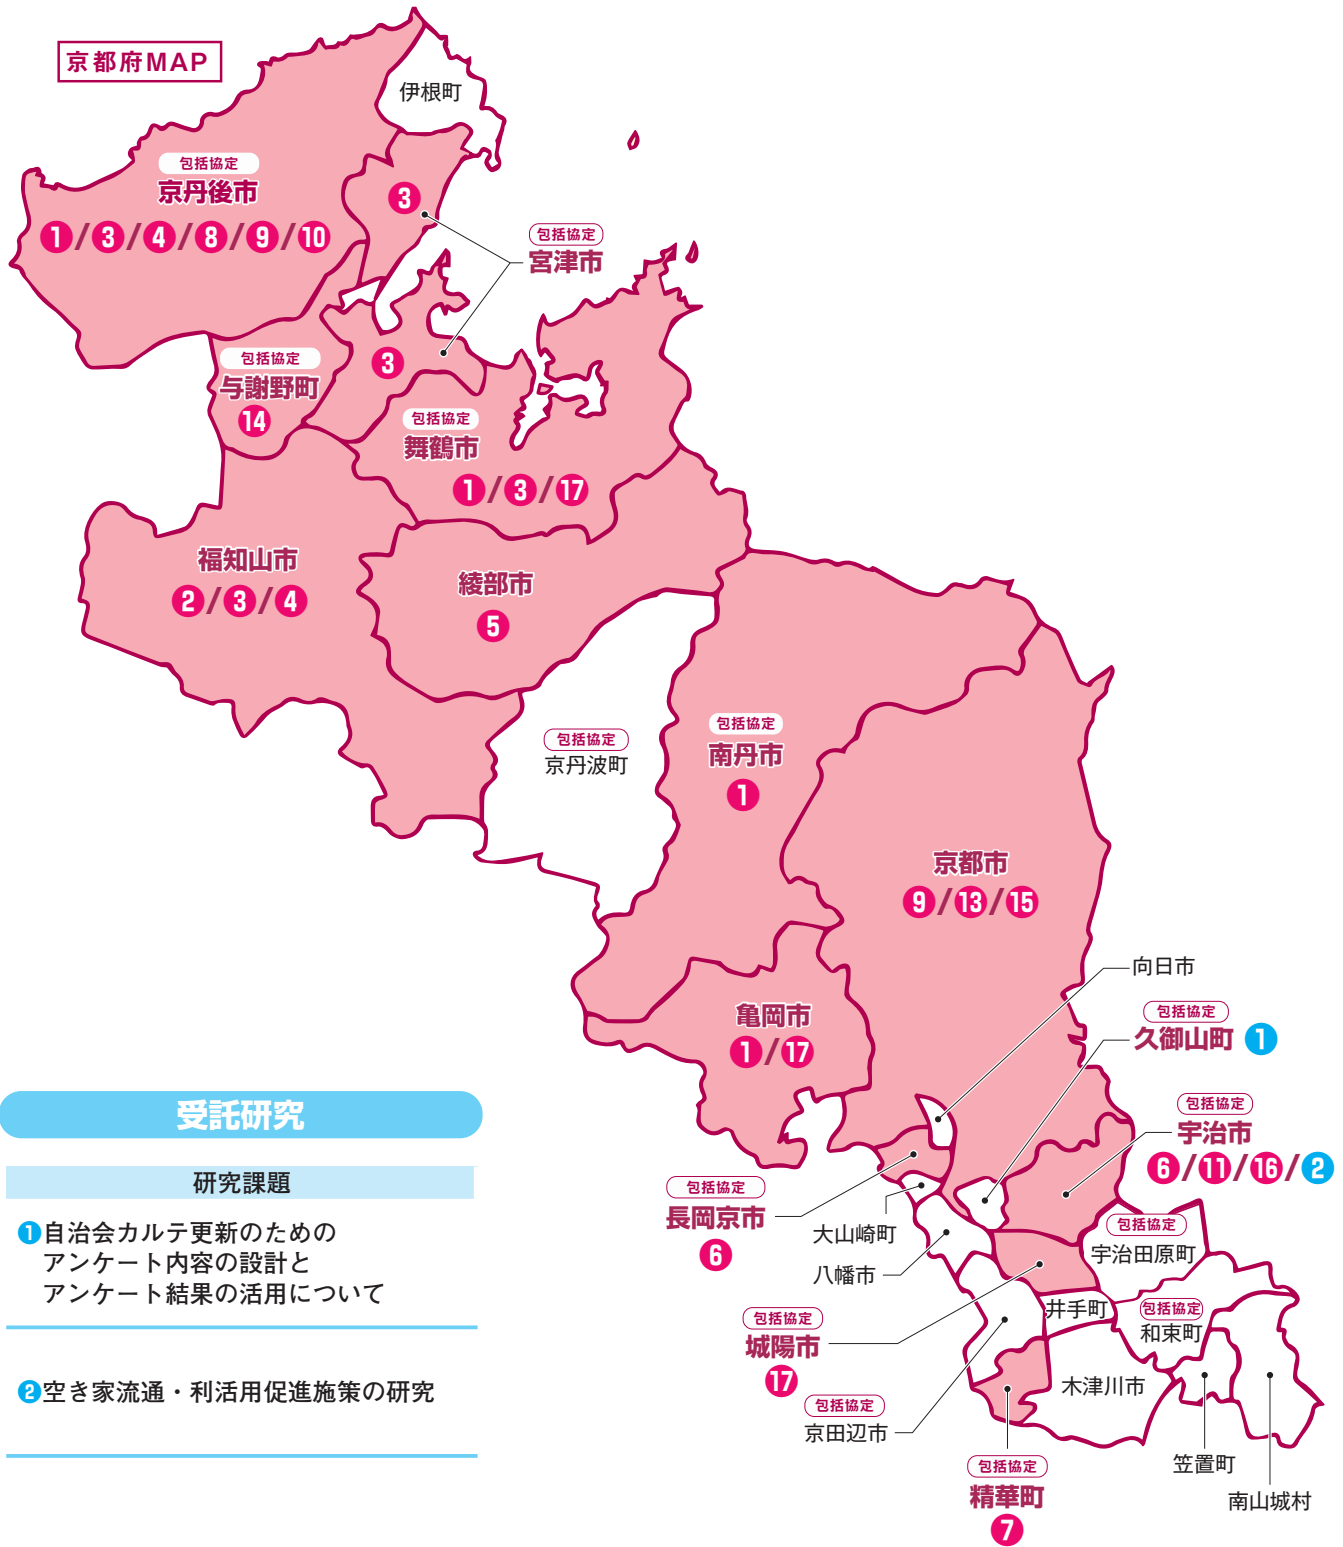 京都府MAP
伊根町
包括協定
京丹後市
1/3/4/8/9/10
3
包括協定
宮津市
3
包括協定
与謝野町
14
包括協定
舞鶴市
1/3/17
福知山市
2/3/4
綾部市
5
包括協定
京丹波町
包括協定
南丹市
1
京都市
9/13/15
亀岡市
1/17
向日市
包括協定
久御山町 1
包括協定
宇治市
6/11/16/2
包括協定
長岡京市
6
大山崎町
八幡市
包括協定
宇治田原町
井手町
包括協定
和束町
包括協定
城陽市
17
包括協定
京田辺市
木津川市
包括協定
精華町
7
笠置町
南山城村
受託研究
研究課題
1自治会カルテ更新のための
アンケート内容の設計と
アンケート結果の活用について
2空き家流通・利活用促進施策の研究